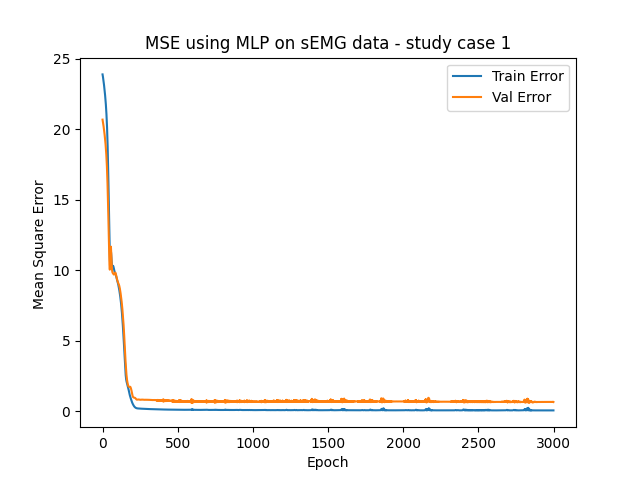 MSE using MLP on sEMG data - study case 1
Train Error
Val Error
Mean Square Error
25
20
15
10
5
0
0 500 1000 1500 2000 2500 3000
Epoch